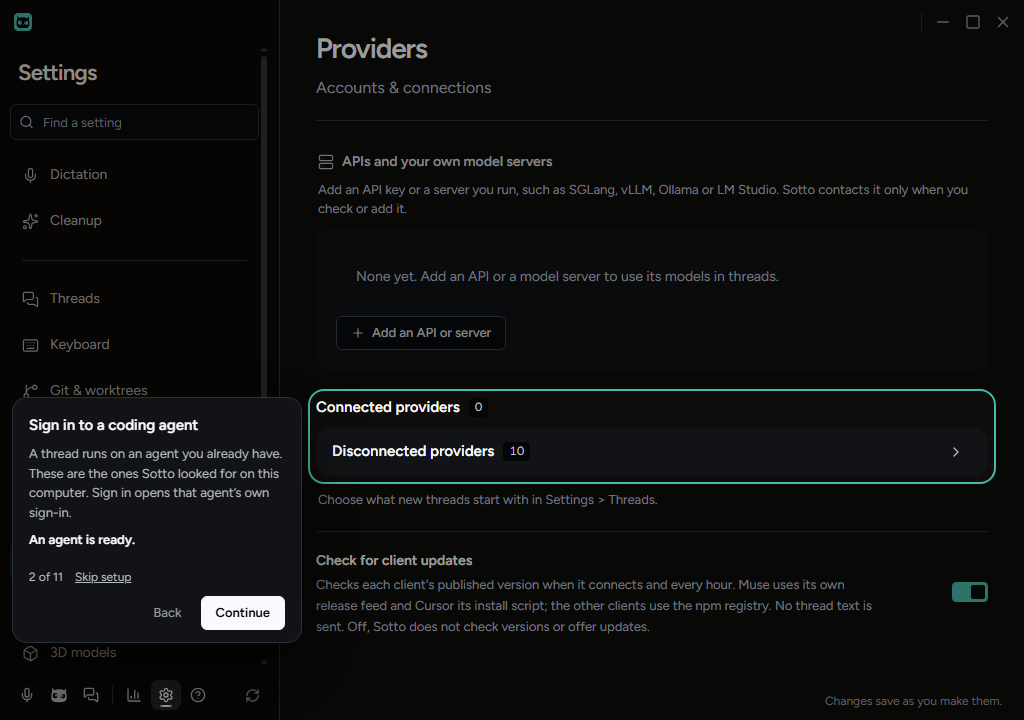 Settings
Find a setting
Dictation
Cleanup
Threads
Keyboard
Git & worktrees
Sign in to a coding agent
A thread runs on an agent you already have.
These are the ones Sotto looked for on this
computer. Sign in opens that agent's own
sign-in.
An agent is ready.
2 of 11 Skip setup
Back Continue
3D models
Providers
Accounts & connections
APIs and your own model servers
Add an API key or a server you run, such as SGLang, vLLM, Ollama or LM Studio. Sotto contacts it only when you
check or add it.
None yet. Add an API or a model server to use its models in threads.
Add an API or server
Connected providers 0
Disconnected providers 10
Choose what new threads start with in Settings > Threads.
Check for client updates
Checks each client's published version when it connects and every hour. Muse uses its own
release feed and Cursor its install script; the other clients use the npm registry. No thread text is
sent. Off, Sotto does not check versions or offer updates.
Changes save as you make them.